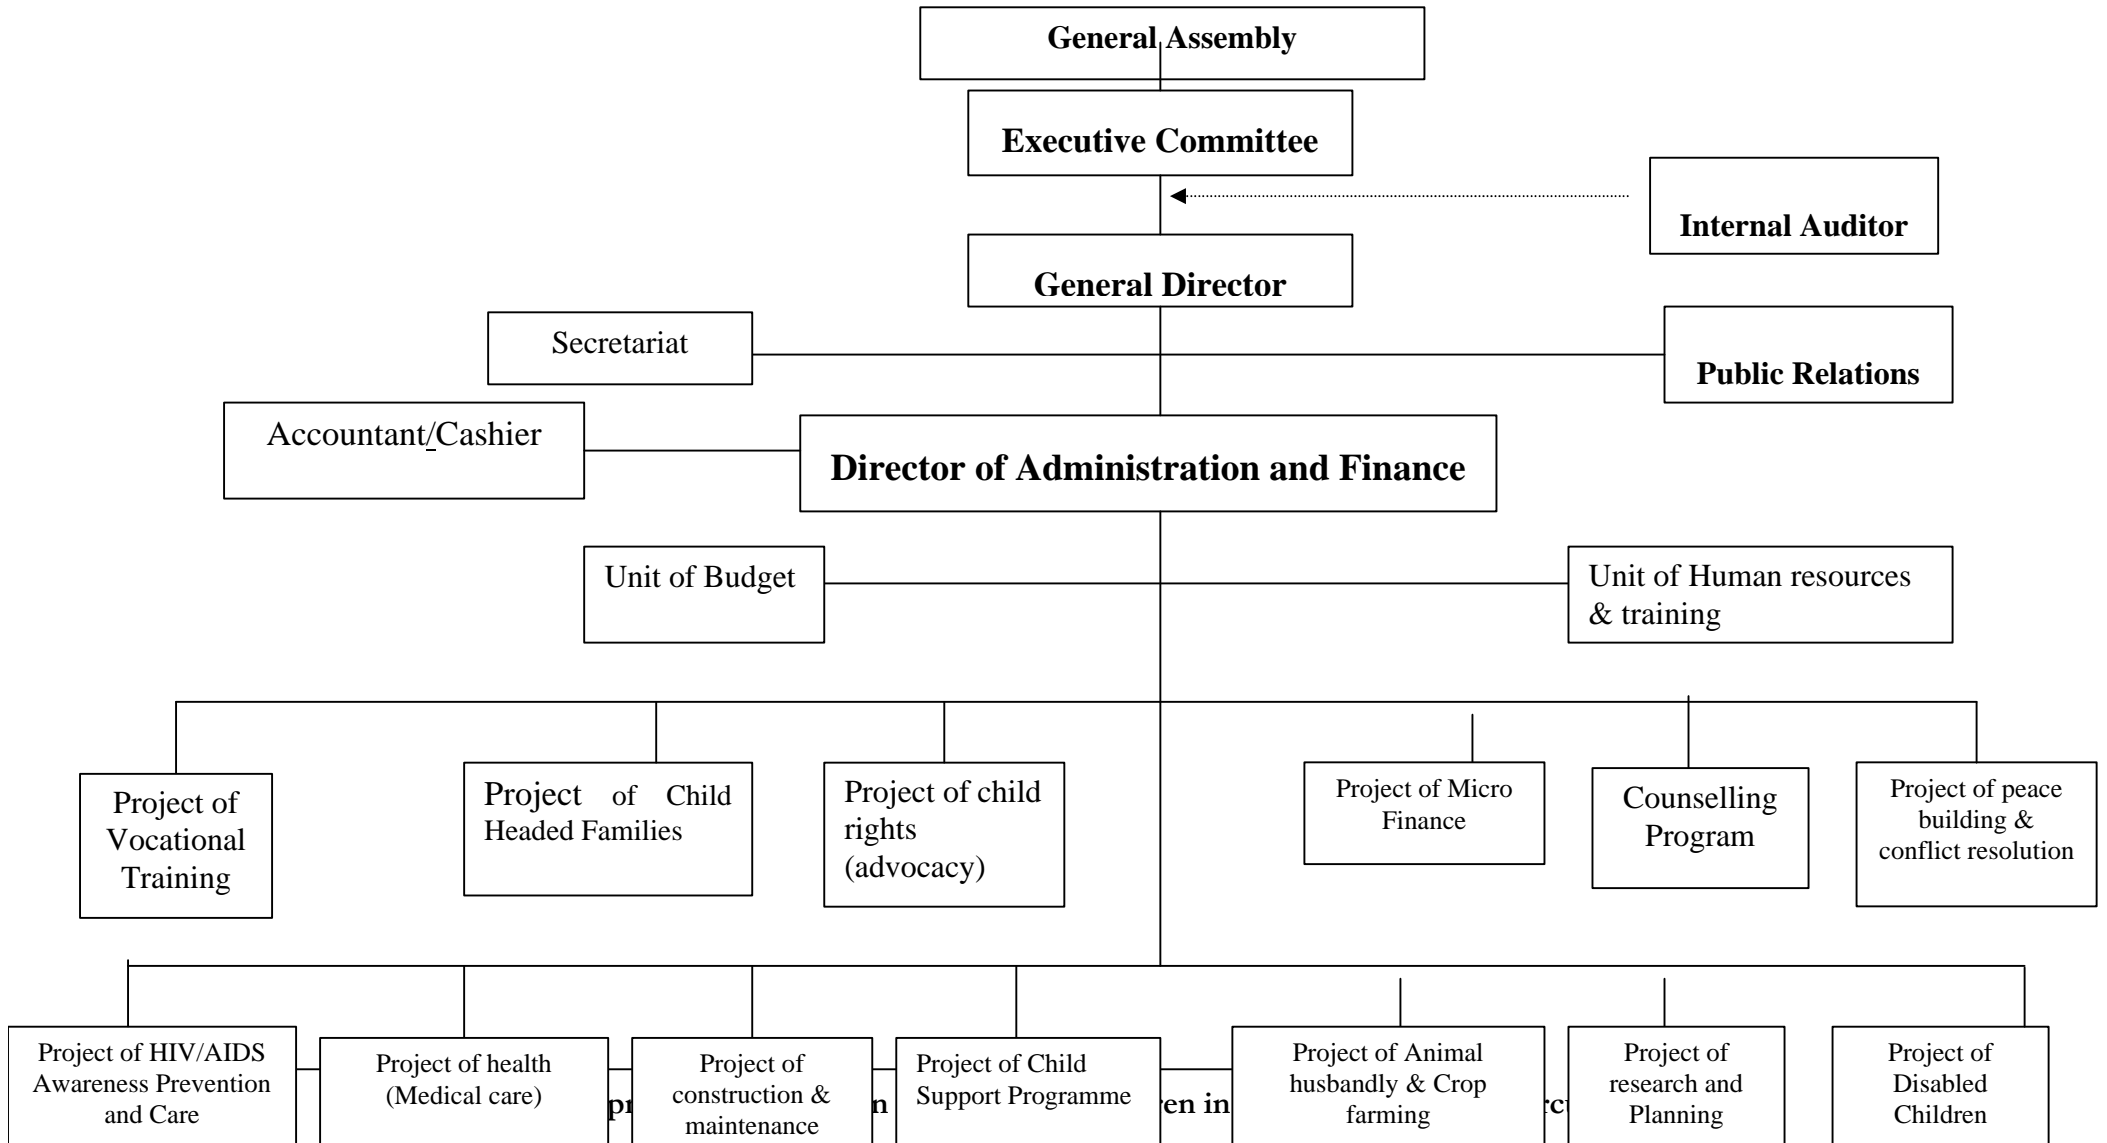 General Assembly
Executive Committee
Internal Auditor
General Director
Secretariat
Public Relations
Accountant/Cashier
Director of Administration and Finance
Unit of Budget
Unit of Human resources
& training
Project of
Vocational
Training
Project of Child
Headed Families
Project of child
rights
(advocacy)
Project of Micro
Finance
Counselling
Program
Project of peace
building &
conflict resolution
Project of HIV/AIDS
Awareness Prevention
and Care
Project of health
(Medical care)
Project of
construction &
maintenance
Project of Child
Support Programme
Project of Animal
husbandly & Crop
farming
Project of
research and
Planning
Project of
Disabled
Children
in